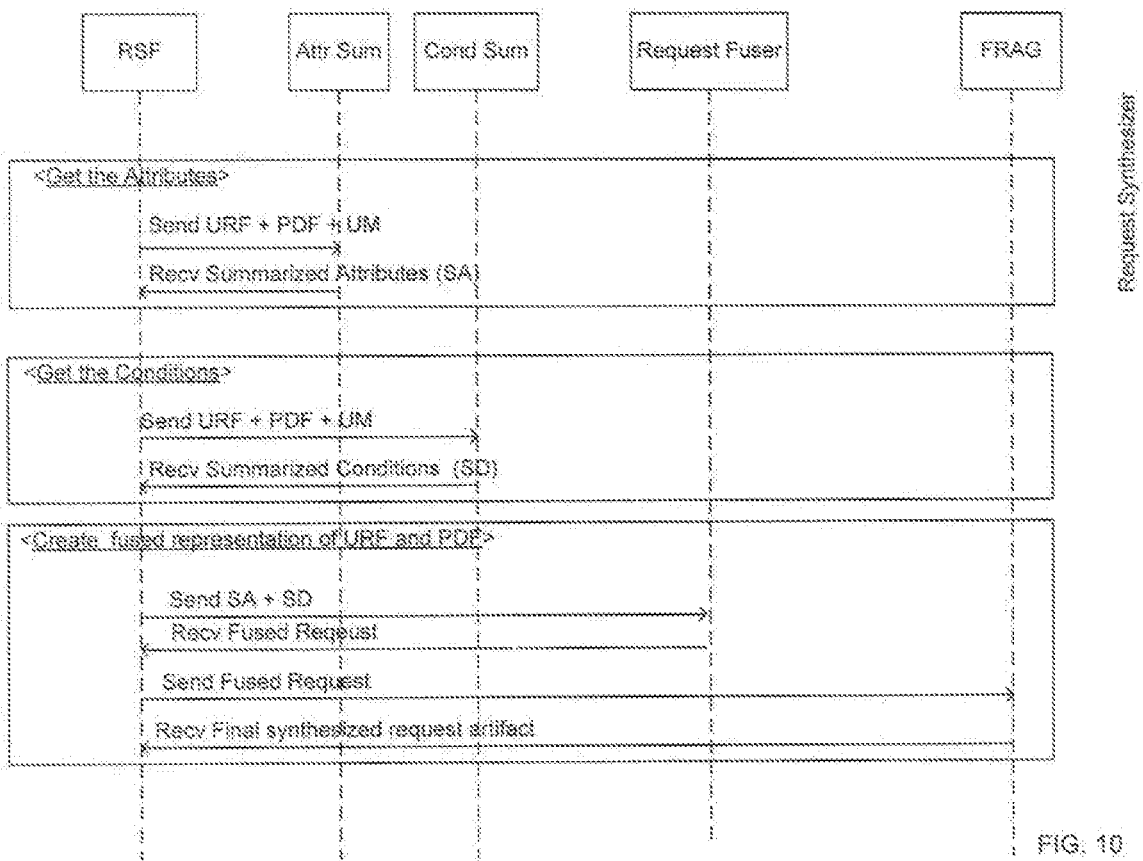 RSF
Attr Sum
Cond Sum
Request Fuser
FRAG
Request Synthesizer
<Get the Attributes>
Send URF + PDF + UM
Recv Summarized Attributes (SA)
<Get the Conditions>
Send URF + PDF + UM
Recv Summarized Conditions (SD)
<Create fused representation of URF and PDF>
Send SA + SD
Recv Fused Reqeust
Send Fused Request
Recv Final synthesized request artifact
FIG. 10